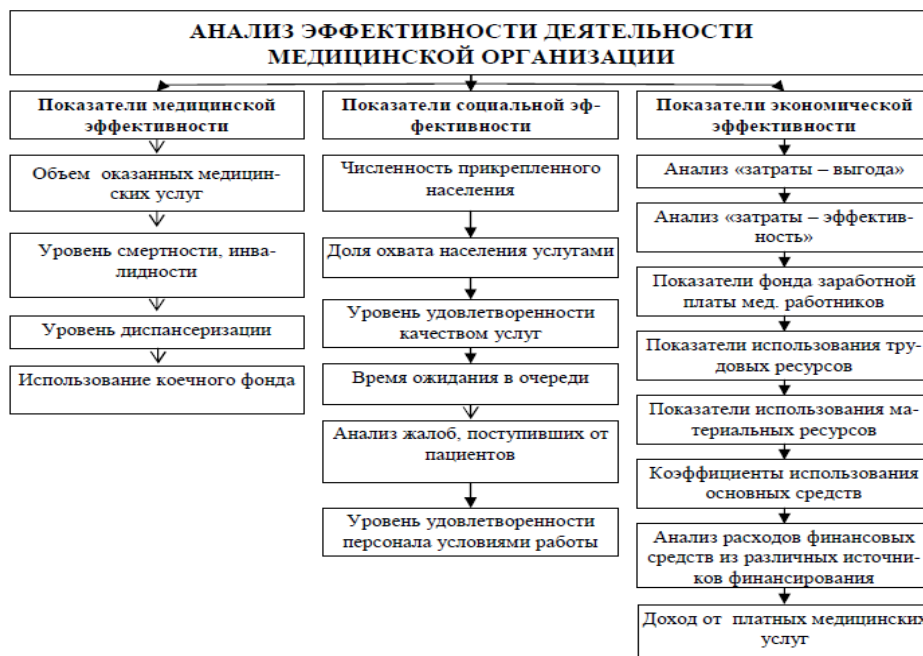 АНАЛИЗ ЭФФЕКТИВНОСТИ ДЕЯТЕЛЬНОСТИ
МЕДИЦИНСКОЙ ОРГАНИЗАЦИИ
Показатели медицинской
эффективности
Объем оказанных медицин-
ских услуг
Уровень смертности, инва-
лидности
Уровень диспансеризации
Использование коечного фонда
Показатели социальной эф-
фективности
Численность прикрепленного
населения
Доля охвата населения услугами
Уровень удовлетворенности
качеством услуг
Время ожидания в очереди
Анализ жалоб, поступивших от
пациентов
Уровень удовлетворенности
персонала условиями работы
Показатели экономической
эффективности
Анализ «затраты – выгода»
Анализ «затраты – эффектив-
ность»
Показатели фонда заработной
платы мед. работников
Показатели использования тру-
довых ресурсов
Показатели использования ма-
териальных ресурсов
Коэффициенты использования
основных средств
Анализ расходов финансовых
средств из различных источни-
ков финансирования
Доход от платных медицинских
услуг